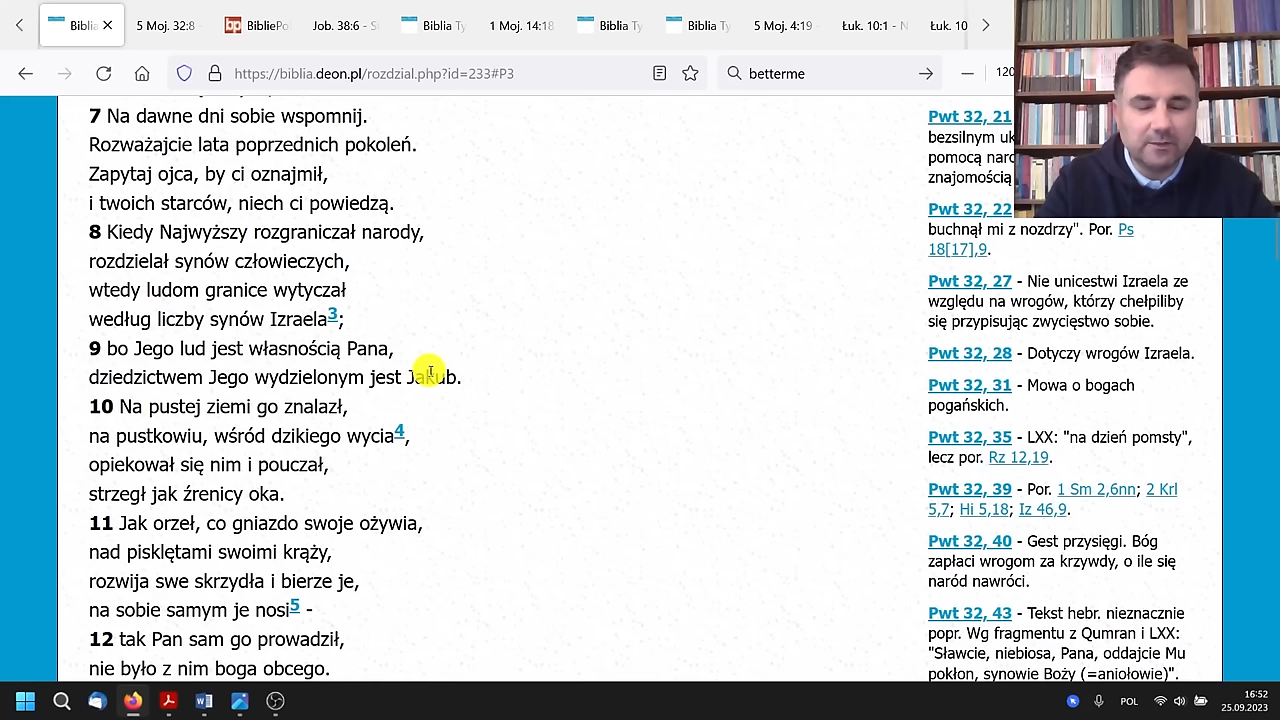 Biblia
5 Moj. 32:8
BibliePo
Job. 38:6 - S
Biblia Ty
1 Moj. 14:18
Biblia Ty
Biblia Ty
5 Moj. 4:19
Łuk. 10:1 - N
Łuk. 10
https://biblia.deon.pl/rozdzial.php?id=233#P3
betterme
120
7 Na dawne dni sobie wspomnij.
Rozważajcie lata poprzednich pokoleń.
Zapytaj ojca, by ci oznajmił,
i twoich starców, niech ci powiedzą.
8 Kiedy Najwyższy rozgraniczał narody,
rozdzielał synów człowieczych,
wtedy ludom granice wytyczał
według liczby synów Izraela3;
9 bo Jego lud jest własnością Pana,
dziedzictwem Jego wydzielonym jest Jakub.
10 Na pustej ziemi go znalazł,
na pustkowiu, wśród dzikiego wycia4,
opiekował się nim i pouczał,
strzegł jak źrenicy oka.
11 Jak orzeł, co gniazdo swoje ożywia,
nad pisklętami swoimi krąży,
rozwija swe skrzydła i bierze je,
na sobie samym je nosi5 -
12 tak Pan sam go prowadził,
nie było z nim boga obcego.
Pwt 32, 21
bezsilnym uk
pomocą naro
znajomością
Pwt 32, 22
buchnął mi z nozdrzy". Por. Ps
18[17],9.
Pwt 32, 27 - Nie unicestwi Izraela ze
względu na wrogów, którzy chełpiliby
się przypisując zwycięstwo sobie.
Pwt 32, 28 - Dotyczy wrogów Izraela.
Pwt 32, 31 - Mowa o bogach
pogańskich.
Pwt 32, 35 - LXX: "na dzień pomsty",
lecz por. Rz 12,19.
Pwt 32, 39 - Por. 1 Sm 2,6nn; 2 Krl
5,7; Hi 5,18; Iz 46,9.
Pwt 32, 40 - Gest przysięgi. Bóg
zapłaci wrogom za krzywdy, o ile się
naród nawróci.
Pwt 32, 43 - Tekst hebr. nieznacznie
popr. Wg fragmentu z Qumran i LXX:
"Sławcie, niebiosa, Pana, oddajcie Mu
pokłon, synowie Boży (=aniołowie)".
POL
16:52
25.09.2023